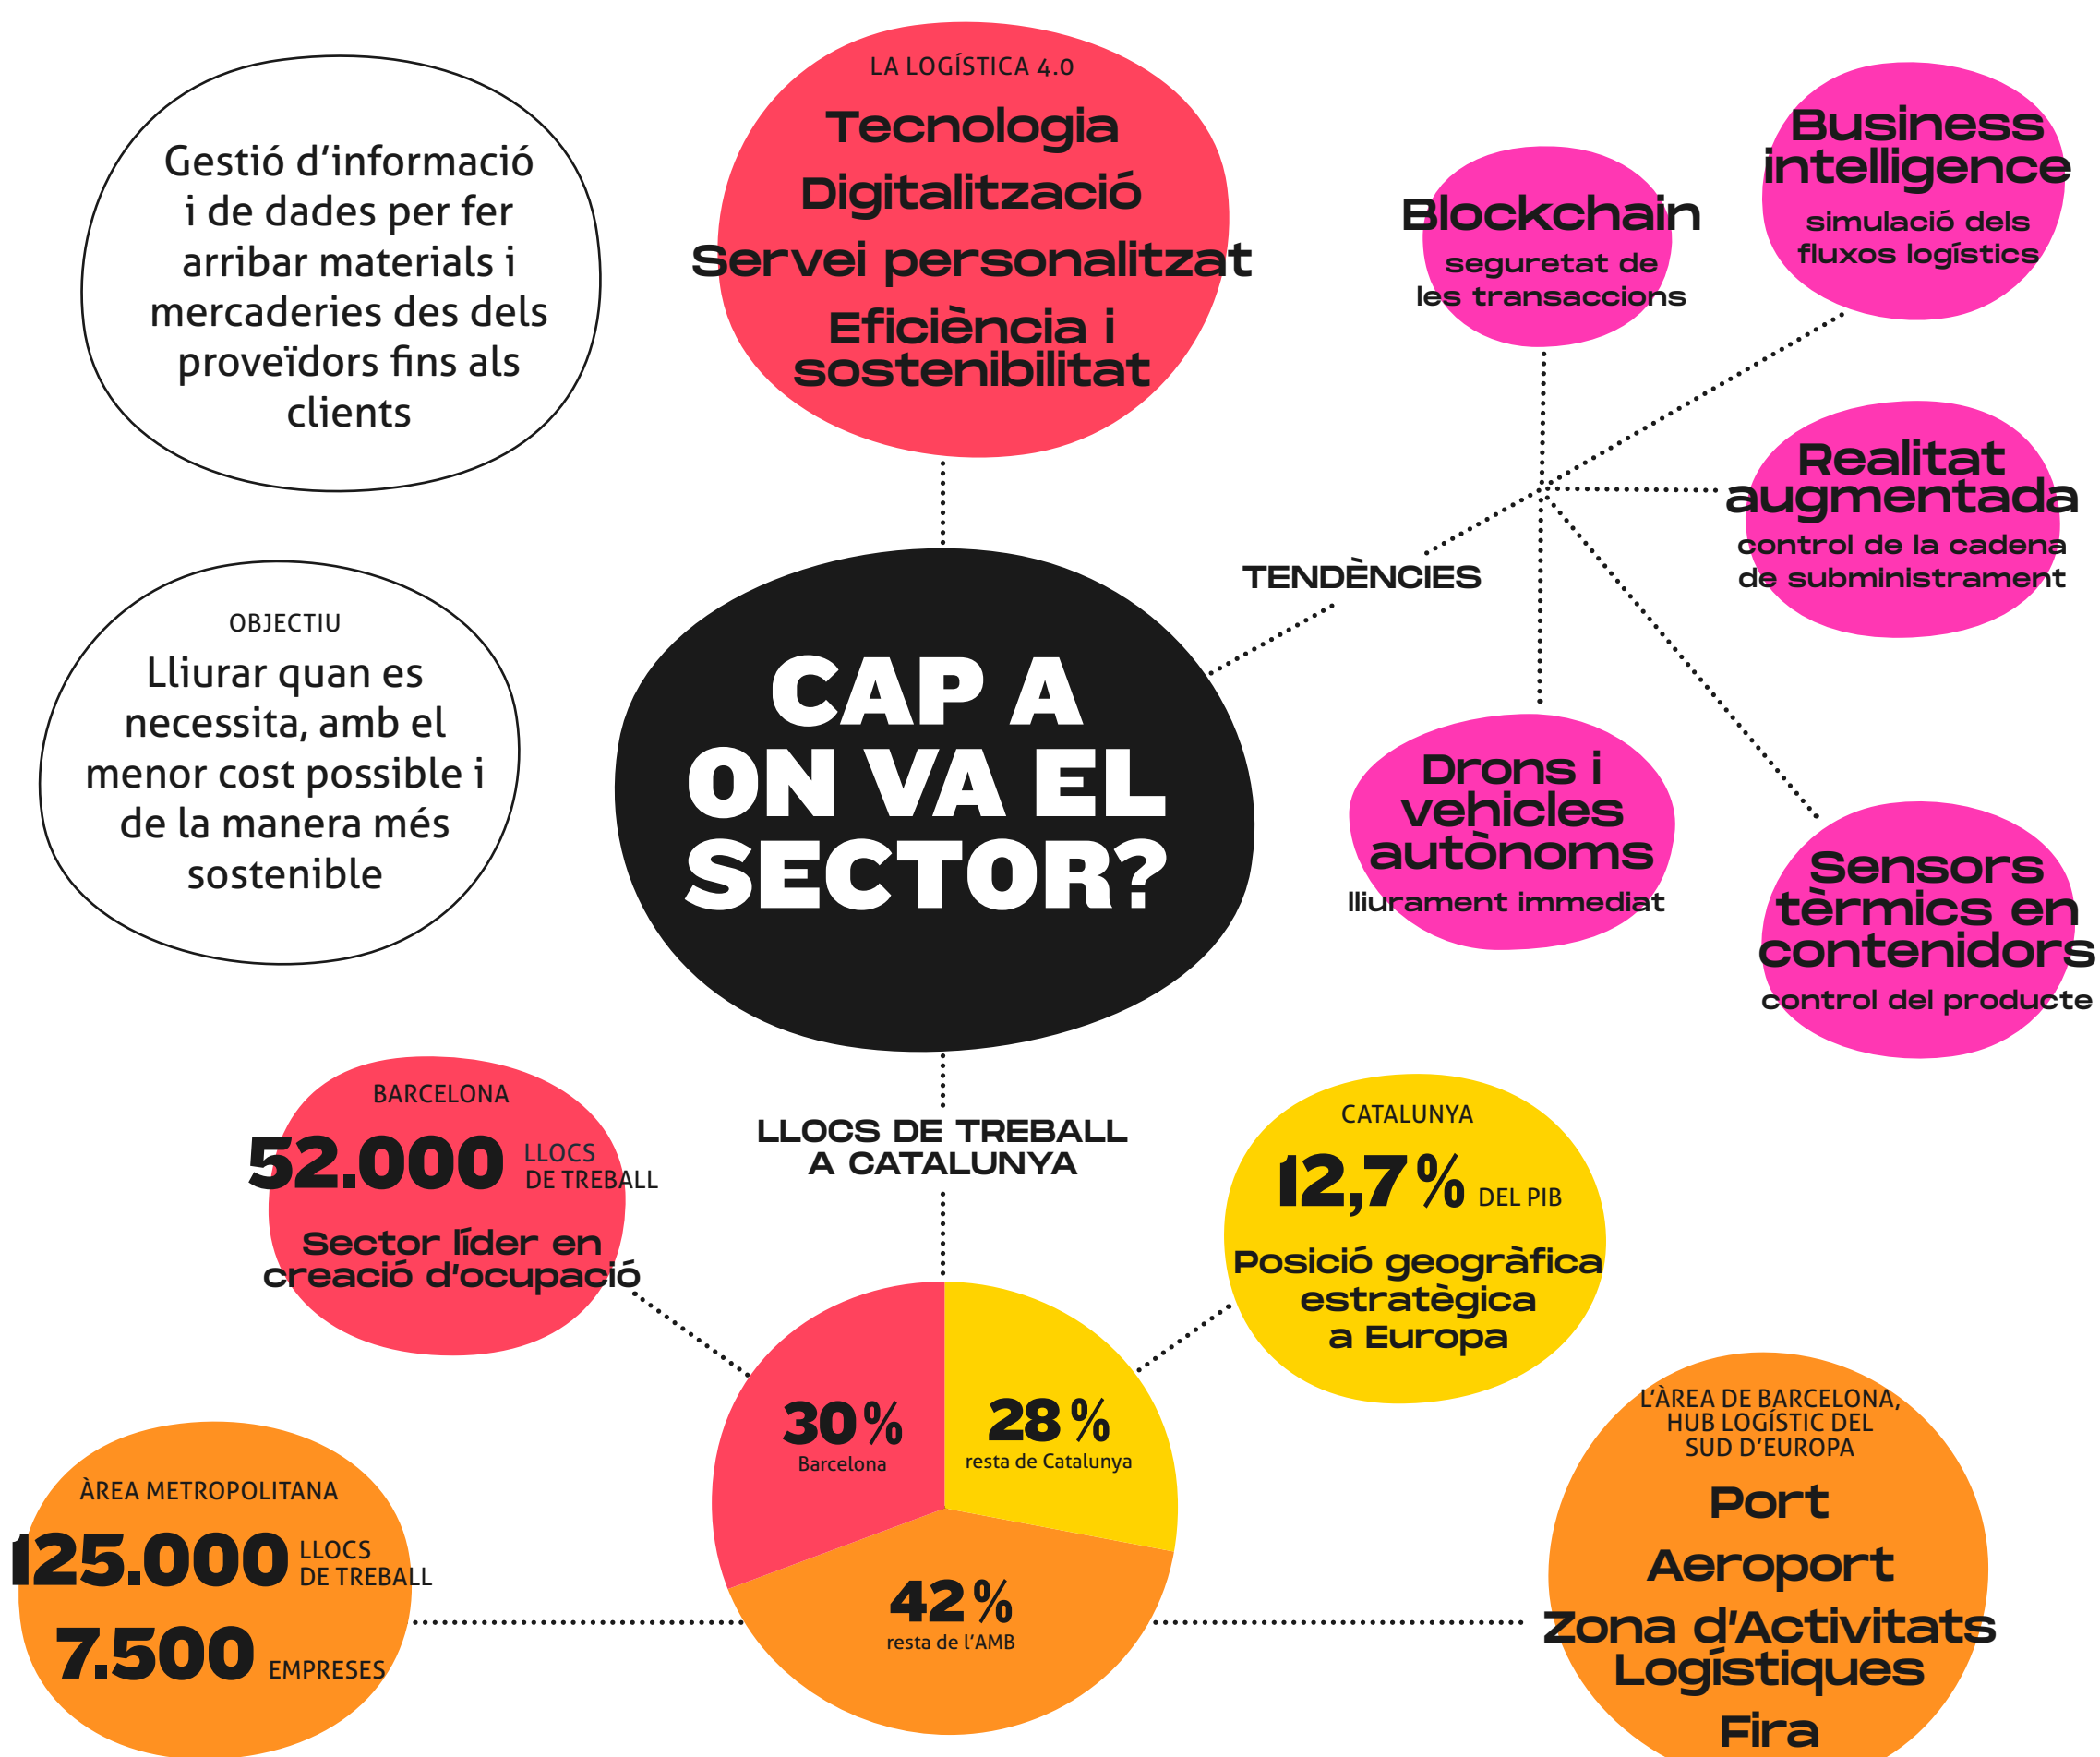 Gestió d'informació
i de dades per fer
arribar materials i
mercaderies des dels
proveïdors fins als
clients
OBJECTIU
Lliurar quan es
necessita, amb el
menor cost possible i
de la manera més
sostenible
LA LOGÍSTICA 4.0
Tecnologia
Digitalització
Servei personalitzat
Eficiència i
sostenibilitat
CAP A
ON VA EL
SECTOR?
TENDÈNCIES
Blockchain
seguretat de
les transaccions
Business
intelligence
simulació dels
fluxos logístics
Realitat
augmentada
control de la cadena
de subministrament
Drons i
vehicles
autònoms
lliurament immediat
Sensors
tèrmics en
contenidors
control del producte
LLOCS DE TREBALL
A CATALUNYA
BARCELONA
52.000 LLOCS
DE TREBALL
Sector líder en
creació d'ocupació
CATALUNYA
12,7 % DEL PIB
Posició geogràfica
estratègica
a Europa
30 %
Barcelona
28 %
resta de Catalunya
42 %
resta de l'AMB
ÀREA METROPOLITANA
125.000 LLOCS
DE TREBALL
7.500 EMPRESES
L'ÀREA DE BARCELONA,
HUB LOGÍSTIC DEL
SUD D'EUROPA
Port
Aeroport
Zona d'Activitats
Logístiques
Fira